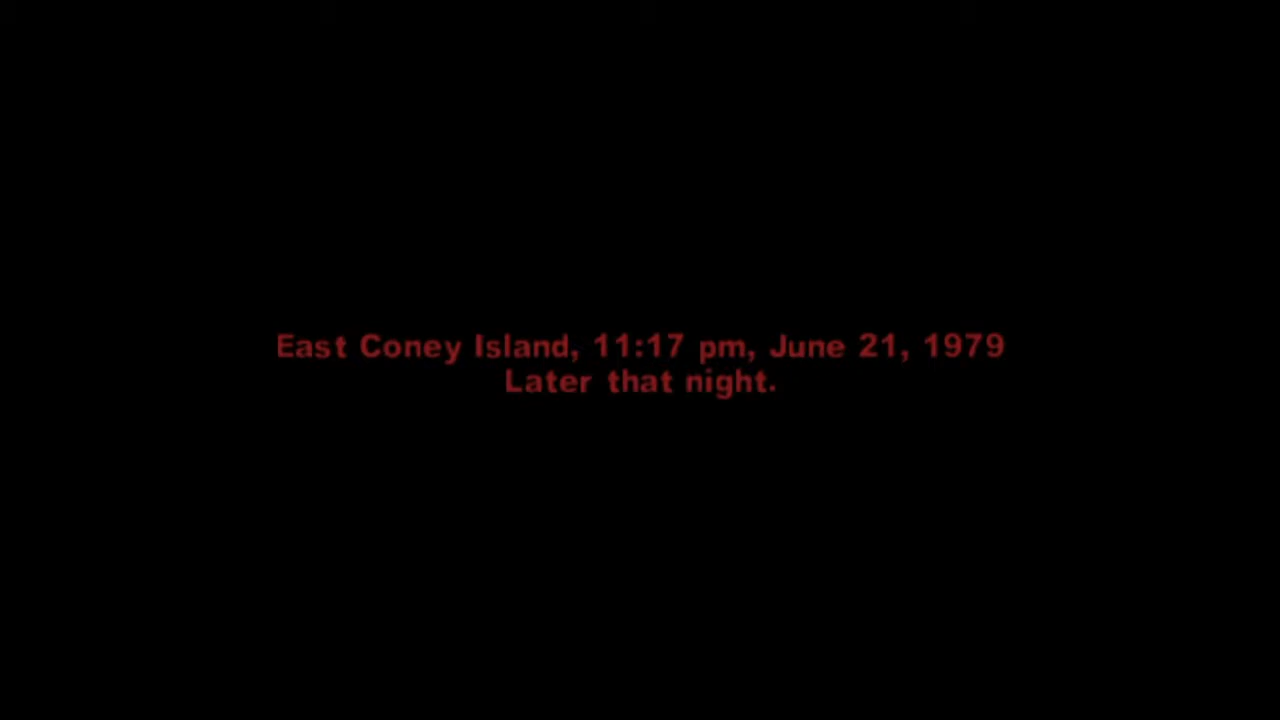 East Coney Island, 11:17 pm, June 21, 1979
Later that night.